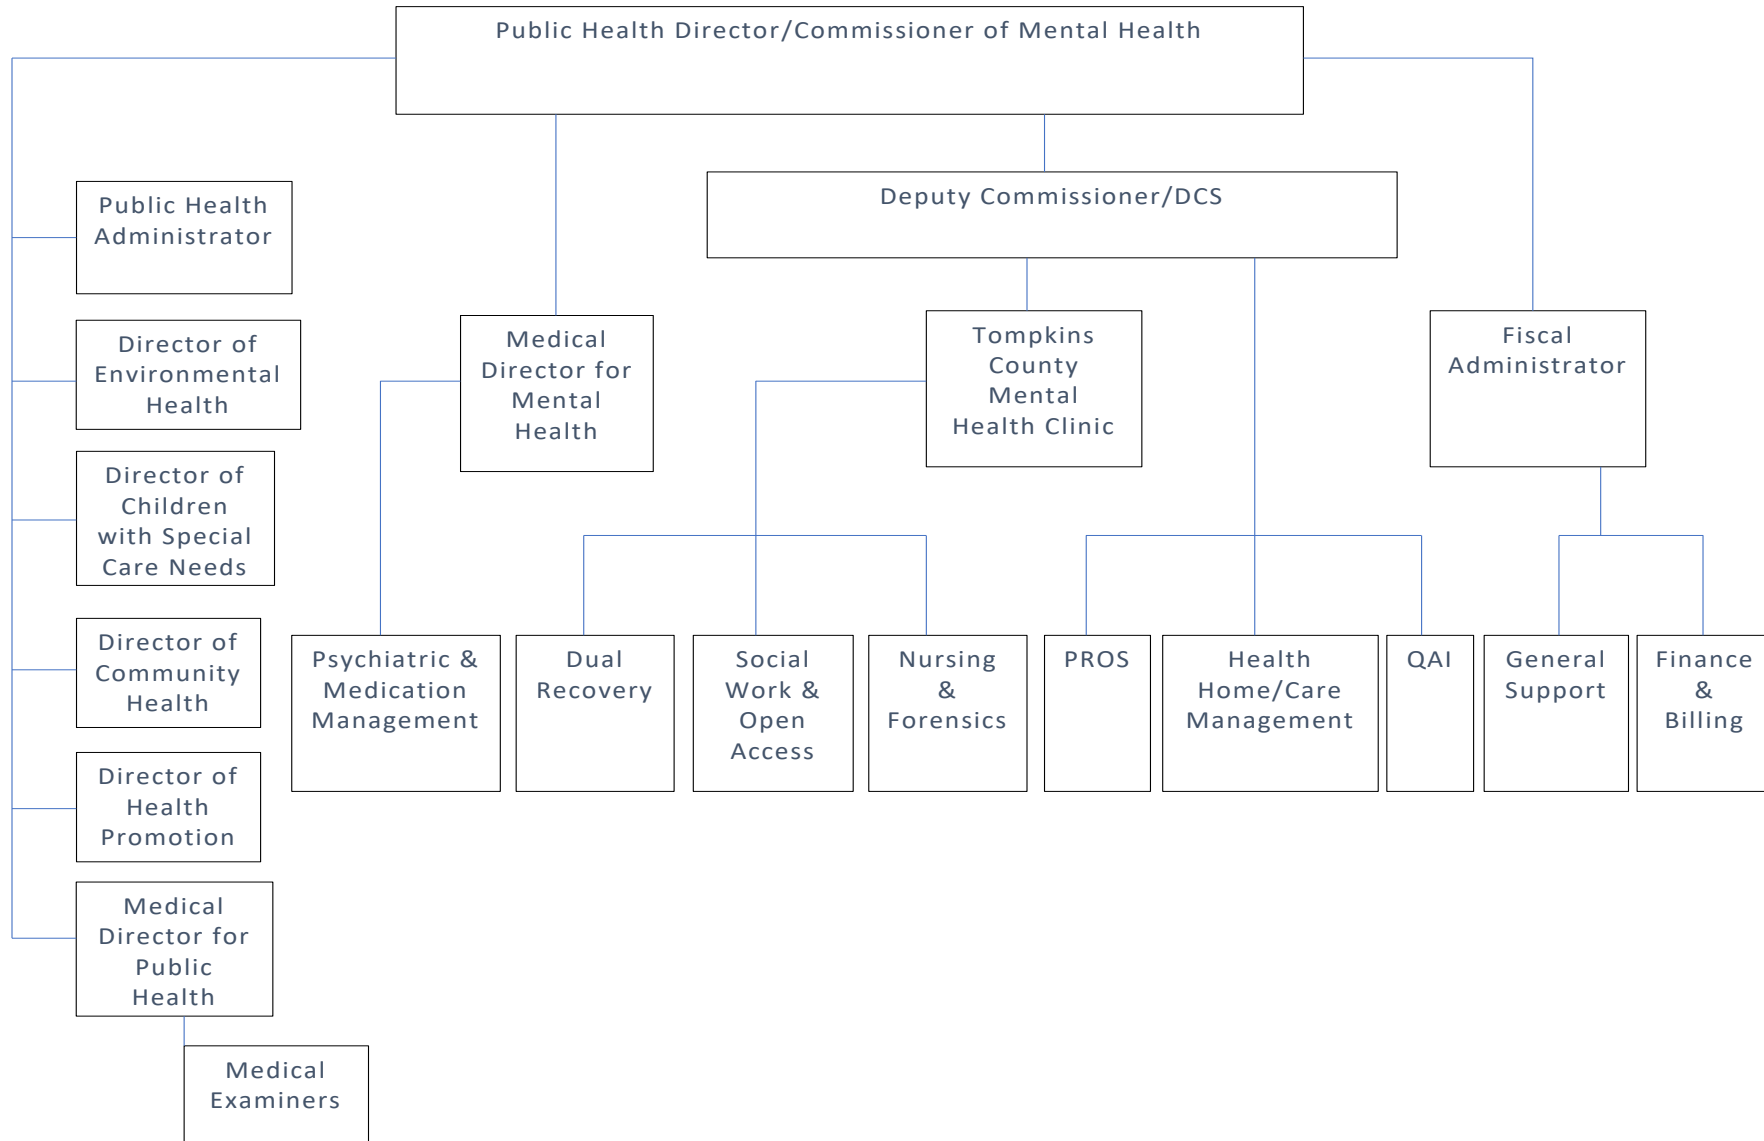 Public Health Director/Commissioner of Mental Health
Deputy Commissioner/DCS
Public Health
Administrator
Director of
Environmental
Health
Director of
Children
with Special
Care Needs
Director of
Community
Health
Director of
Health
Promotion
Medical
Director for
Public
Health
Medical
Examiners
Medical
Director for
Mental
Health
Tompkins
County
Mental
Health Clinic
Fiscal
Administrator
Psychiatric &
Medication
Management
Dual
Recovery
Social
Work &
Open
Access
Nursing
&
Forensics
PROS
Health
Home/Care
Management
QAI
General
Support
Finance
&
Billing